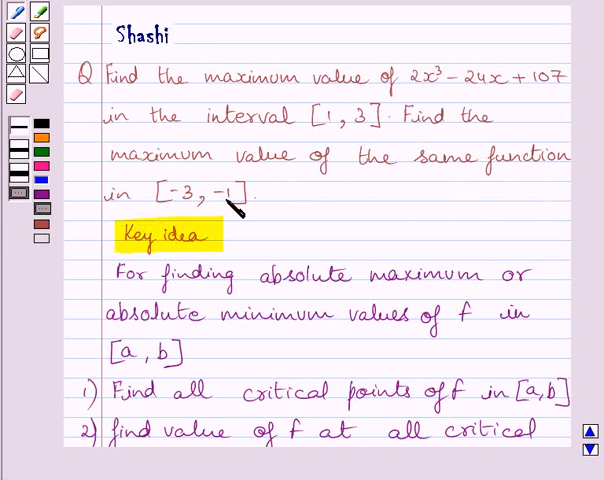 Shashi
Q Find the maximum value of 2x³ - 24x + 107
in the interval [1, 3]. Find the
maximum value of the same function
in [-3, -1].
Key idea
For finding absolute maximum or
absolute minimum values of f in
[a, b]
1) Find all critical points of f in [a,b]
2) find value of f at all critical